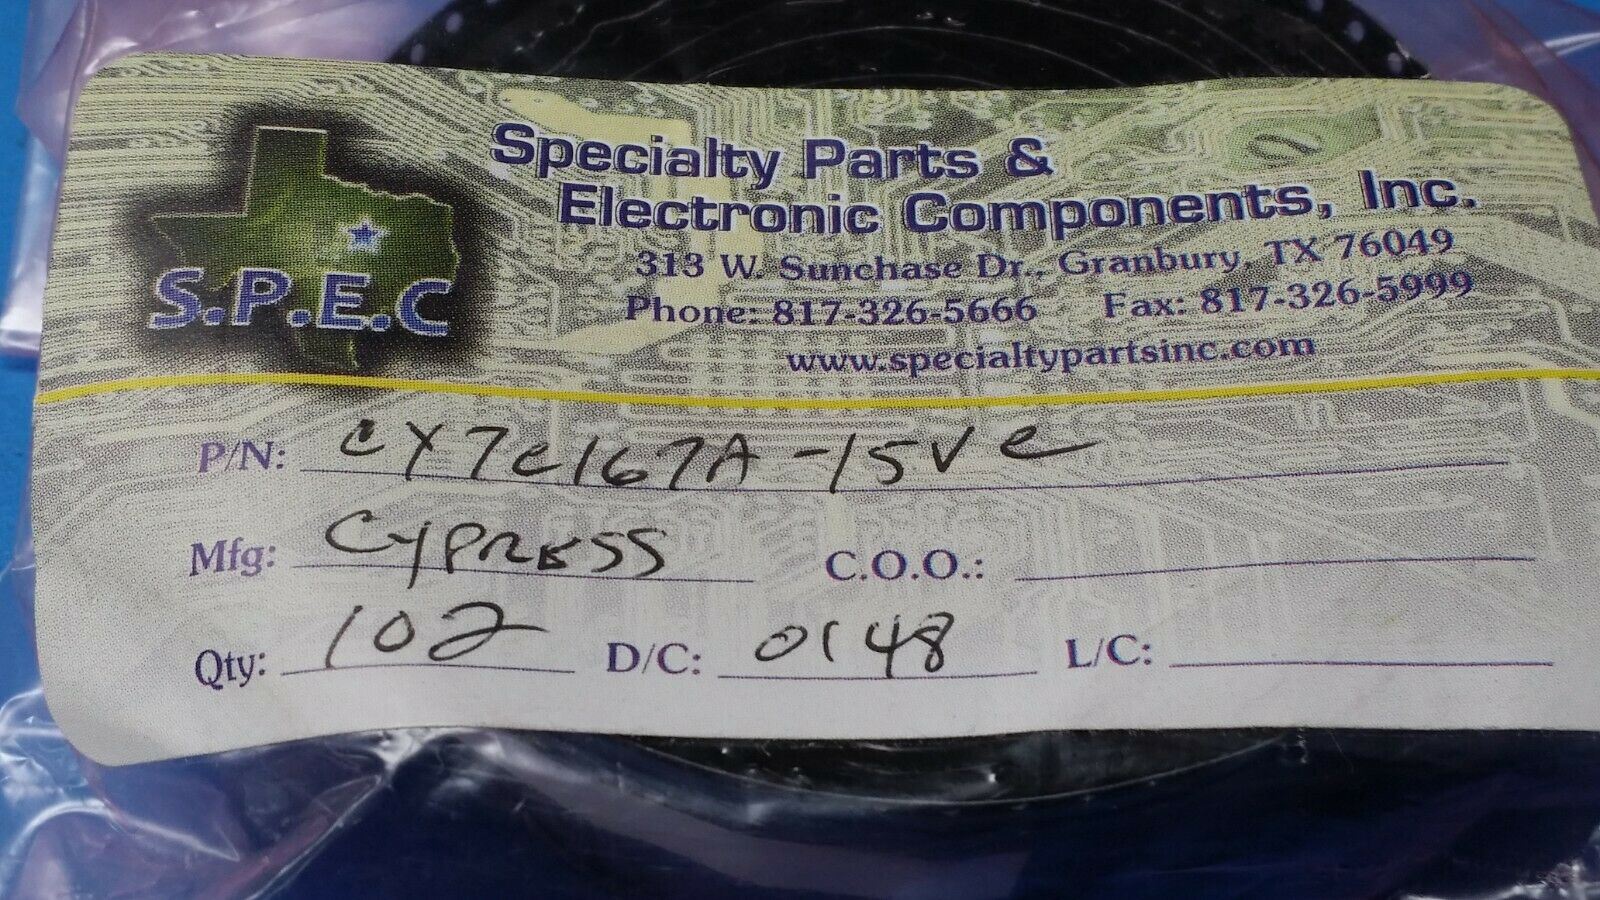 S.P.E.C
Specialty Parts &
Electronic Components, Inc.
313 W. Sunchase Dr., Granbury, TX 76049
Phone: 817-326-5666 Fax: 817-326-5999
www.specialtypartsinc.com
P/N: CY7C167A-15VC
Mfg: CYPRESS C.O.O.:
Qty: 102 D/C: 0148 L/C: